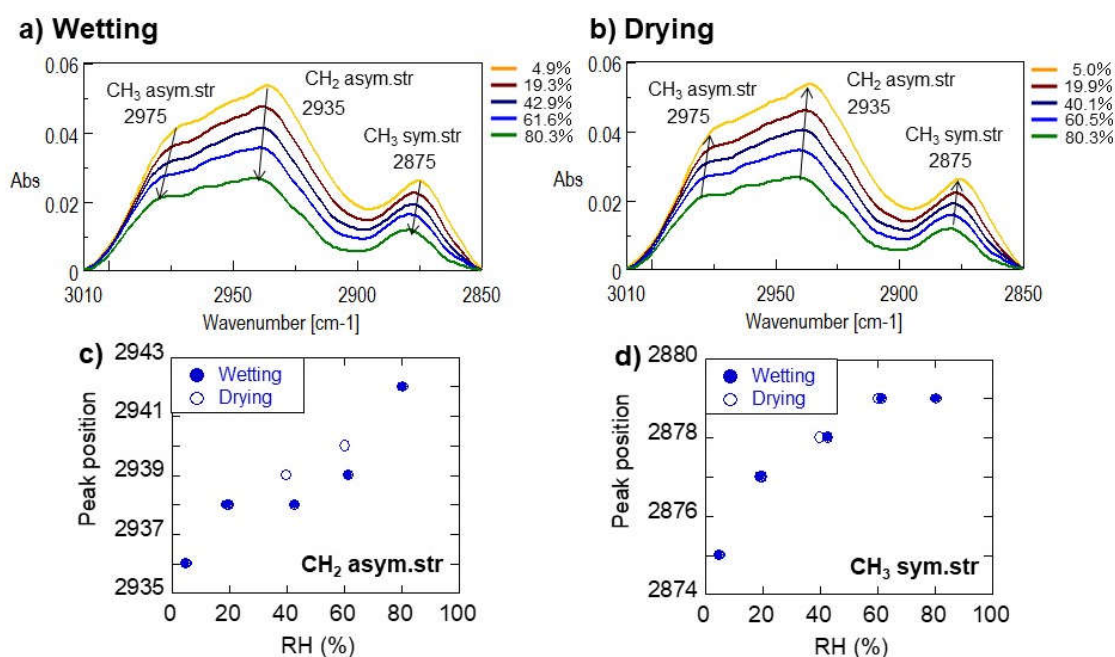 a) Wetting
0.06
0.04
Abs
0.02
0
3010
2950
2900
2850
Wavenumber [cm-1]
CH₃ asym.str
2975
CH₂ asym.str
2935
CH₃ sym.str
2875
4.9%
19.3%
42.9%
61.6%
80.3%
b) Drying
0.06
0.04
Abs
0.02
0
3010
2950
2900
2850
Wavenumber [cm-1]
CH₃ asym.str
2975
CH₂ asym.str
2935
CH₃ sym.str
2875
5.0%
19.9%
40.1%
60.5%
80.3%
c)
2943
2941
2939
2937
2935
Peak position
Wetting
Drying
CH₂ asym.str
0
20
40
60
80
100
RH (%)
d)
2880
2878
2876
2874
Peak position
Wetting
Drying
CH₃ sym.str
0
20
40
60
80
100
RH (%)